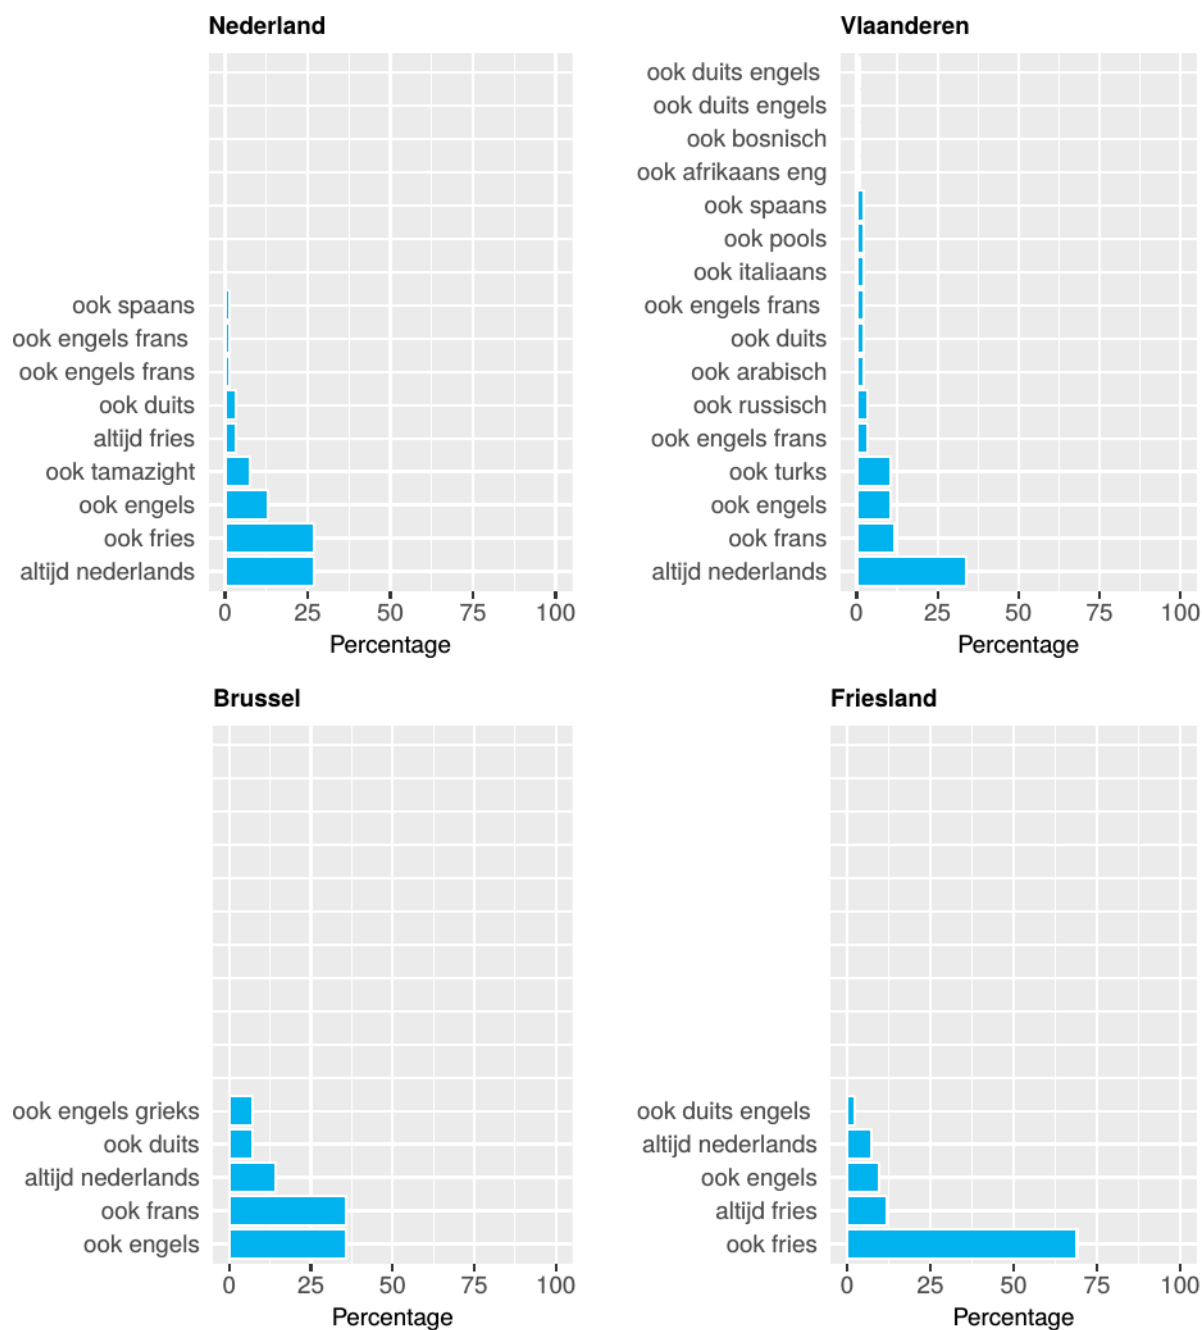 Nederland
ook spaans
ook engels frans
ook engels frans
ook duits
altijd fries
ook tamazight
ook engels
ook fries
altijd nederlands
0 25 50 75 100
Percentage
Vlaanderen
ook duits engels
ook duits engels
ook bosnisch
ook afrikaans eng
ook spaans
ook pools
ook italiaans
ook engels frans
ook duits
ook arabisch
ook russisch
ook engels frans
ook turks
ook engels
ook frans
altijd nederlands
0 25 50 75 100
Percentage
Brussel
ook engels grieks
ook duits
altijd nederlands
ook frans
ook engels
0 25 50 75 100
Percentage
Friesland
ook duits engels
altijd nederlands
ook engels
altijd fries
ook fries
0 25 50 75 100
Percentage